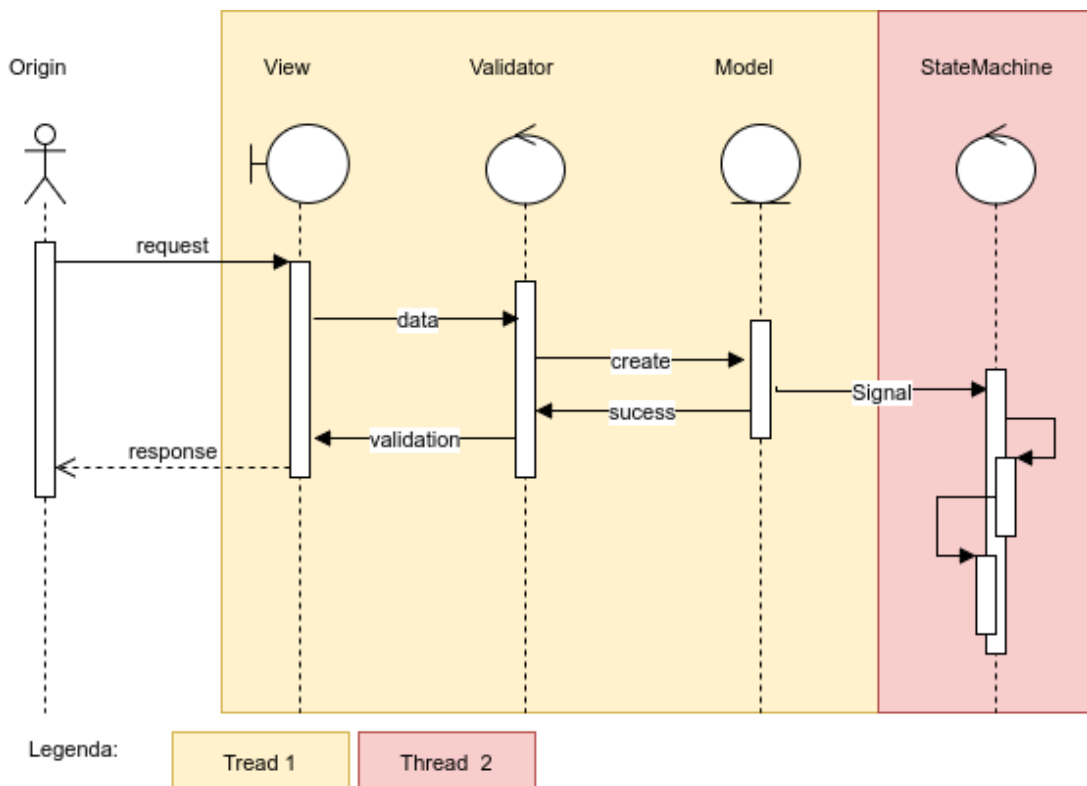 Origin
View
Validator
Model
StateMachine
request
data
create
Signal
sucess
validation
response
Legenda:
Tread 1
Thread 2